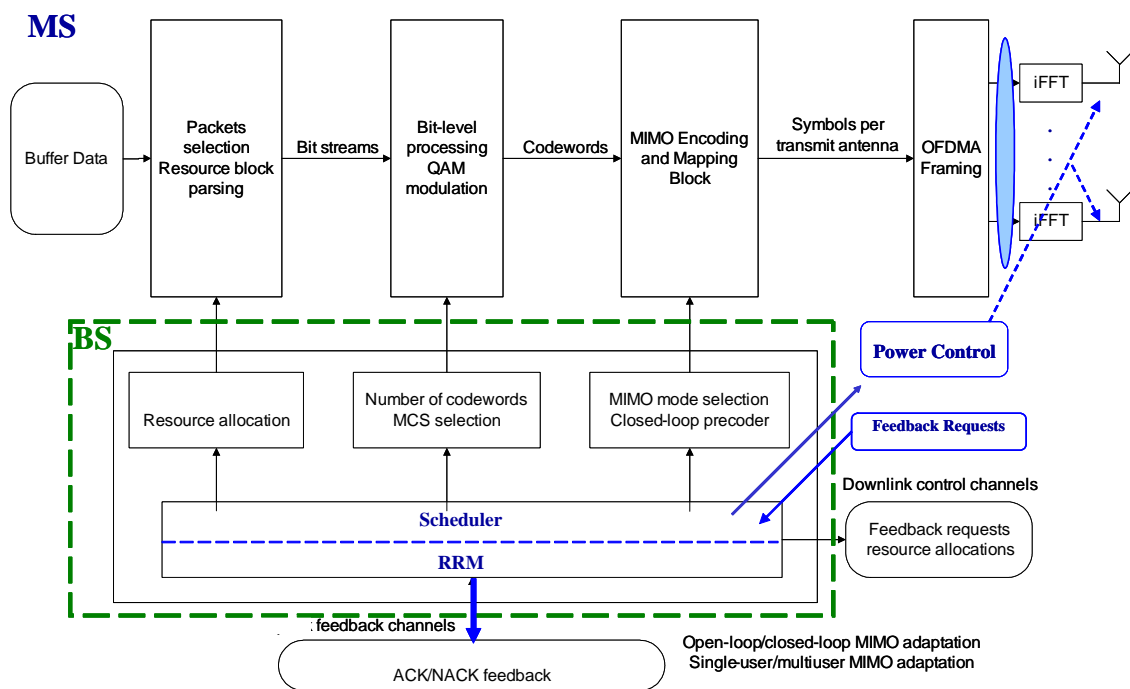 MS
Buffer Data
Packets
selection
Resource block
parsing
Bit streams
Bit-level
processing
QAM
modulation
Codewords
MIMO Encoding
and Mapping
Block
Symbols per
transmit antenna
OFDMA
Framing
iFFT
iFFT
BS
Resource allocation
Number of codewords
MCS selection
MIMO mode selection
Closed-loop precoder
Power Control
Feedback Requests
Scheduler
RRM
Downlink control channels
Feedback requests
resource allocations
feedback channels
ACK/NACK feedback
Open-loop/closed-loop MIMO adaptation
Single-user/multiuser MIMO adaptation